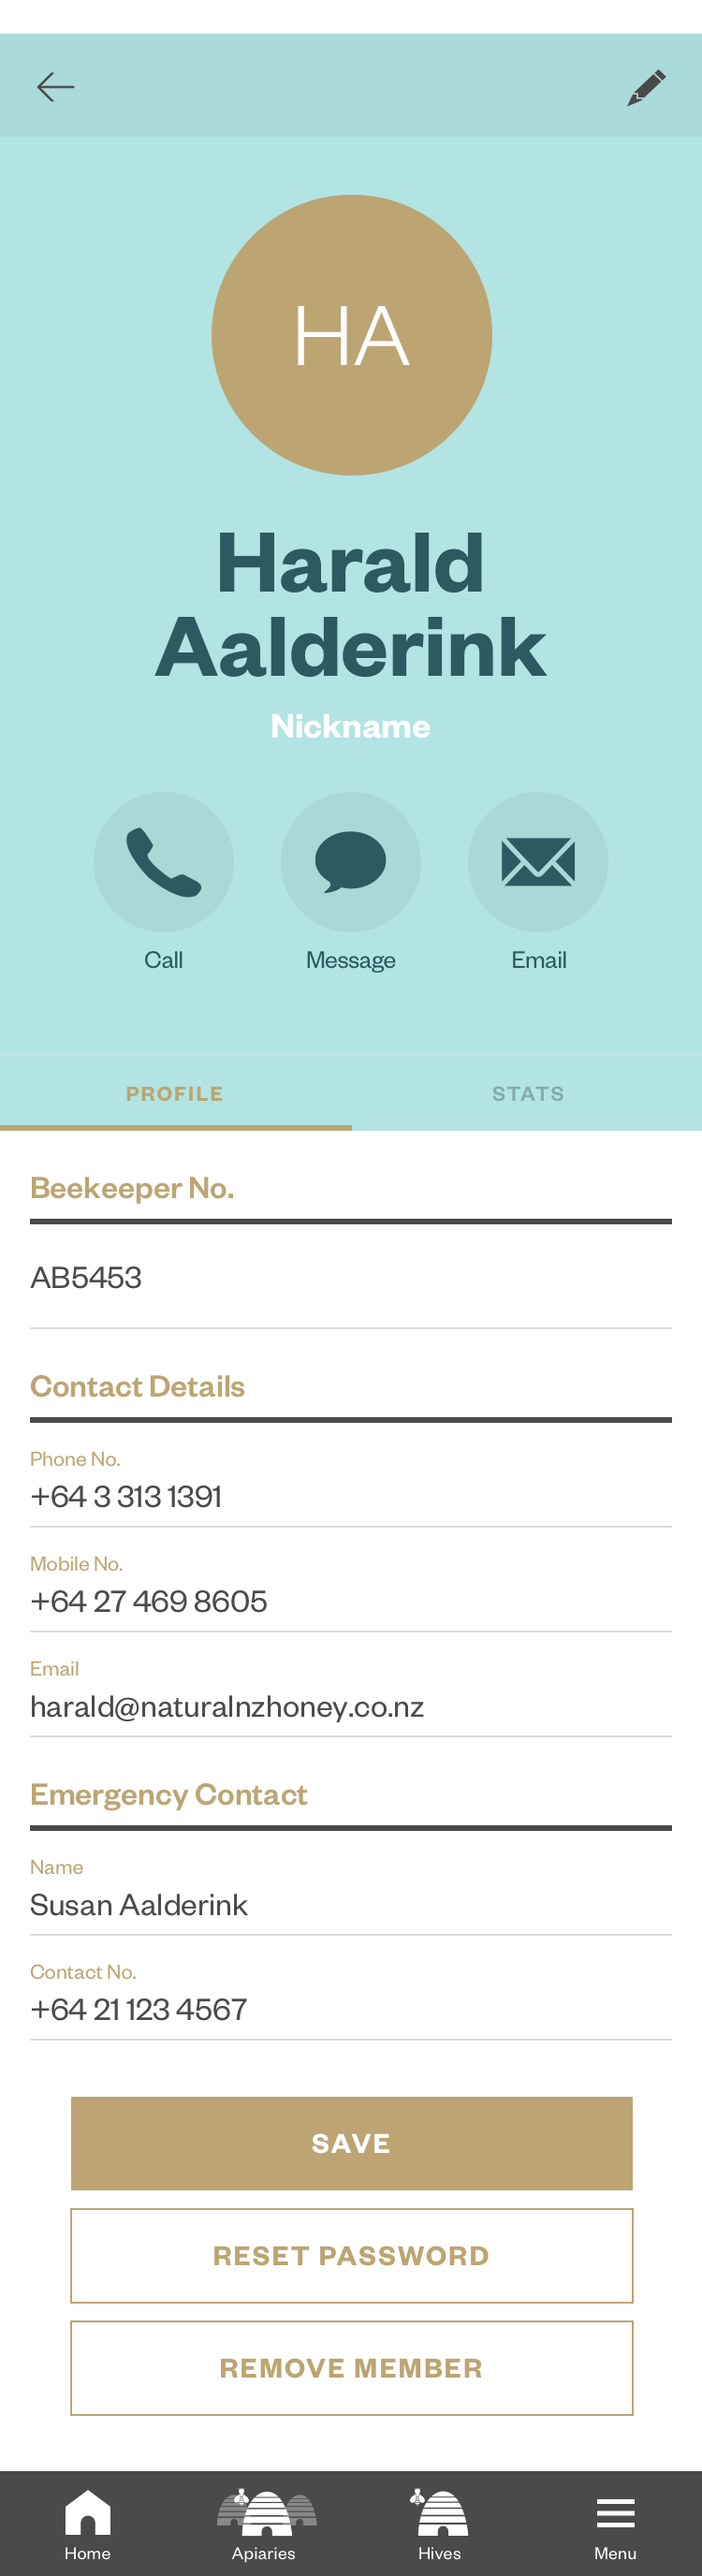 HA
Harald
Aalderink
Nickname
Call Message Email
PROFILE STATS
Beekeeper No.
AB5453
Contact Details
Phone No.
+64 3 313 1391
Mobile No.
+64 27 469 8605
Email
harald@naturalnzhoney.co.nz
Emergency Contact
Name
Susan Aalderink
Contact No.
+64 21 123 4567
SAVE
RESET PASSWORD
REMOVE MEMBER
Home Apiaries Hives Menu